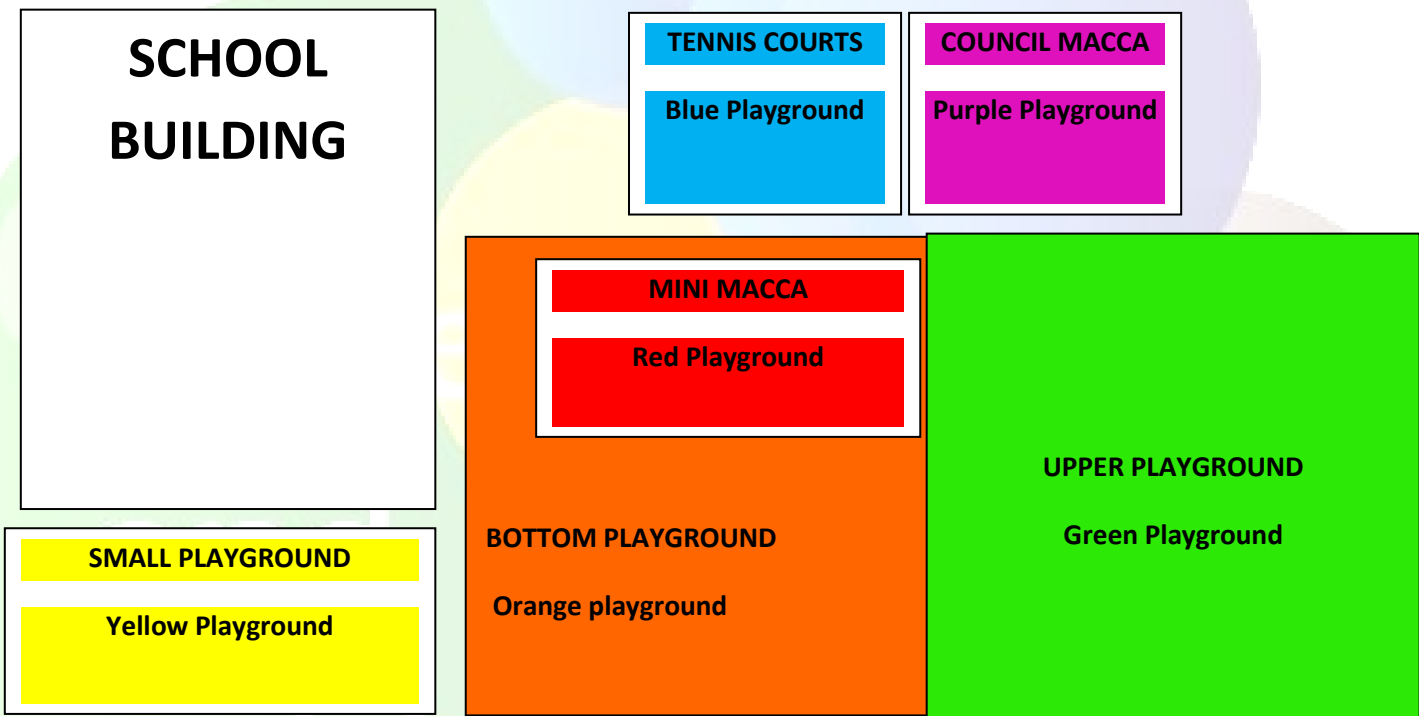 SCHOOL
BUILDING
TENNIS COURTS
Blue Playground
COUNCIL MACCA
Purple Playground
MINI MACCA
Red Playground
UPPER PLAYGROUND
Green Playground
BOTTOM PLAYGROUND
Orange playground
SMALL PLAYGROUND
Yellow Playground